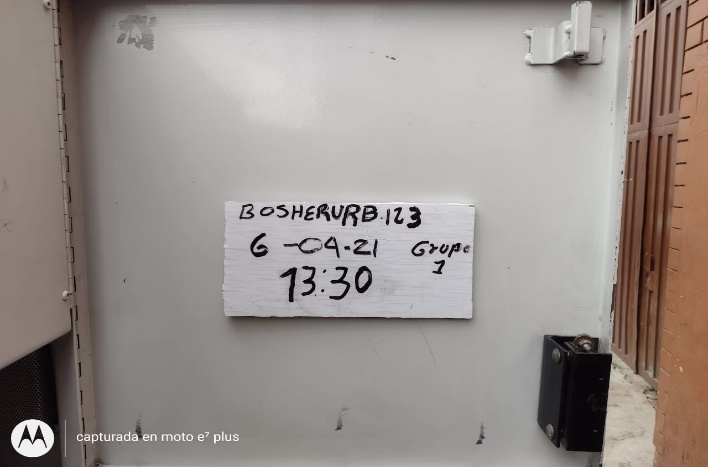 BOSHERURB.123
6-04-21 Grupo 1
13:30
capturada en moto e⁷ plus